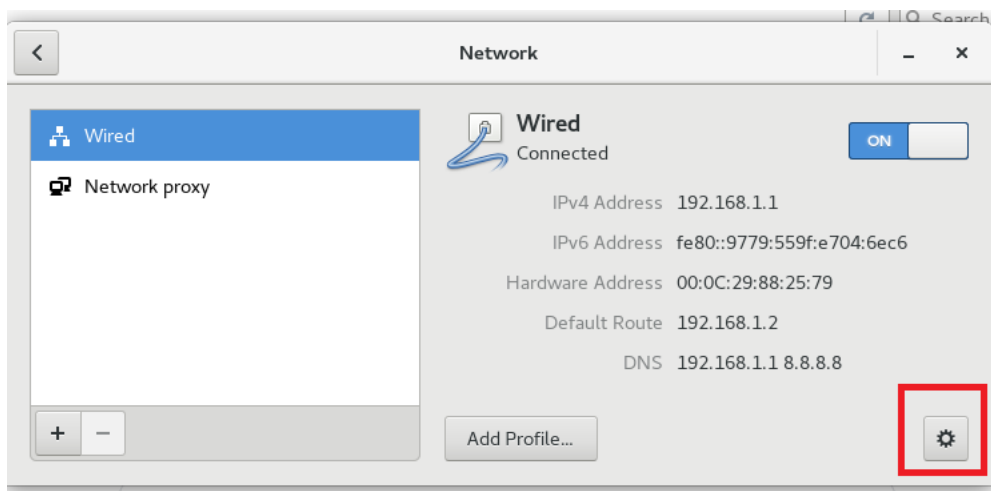 Search
Network
Wired
Network proxy
Wired
Connected
ON
IPv4 Address 192.168.1.1
IPv6 Address fe80::9779:559f:e704:6ec6
Hardware Address 00:0C:29:88:25:79
Default Route 192.168.1.2
DNS 192.168.1.1 8.8.8.8
Add Profile...